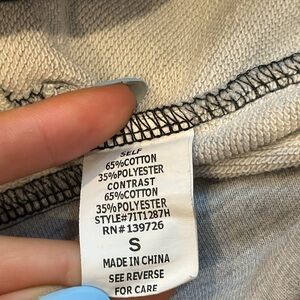 SELF
65%COTTON
35%POLYESTER
CONTRAST
65%COTTON
35%POLYESTER
STYLE#71T1287H
RN#139726
S
MADE IN CHINA
SEE REVERSE
FOR CARE